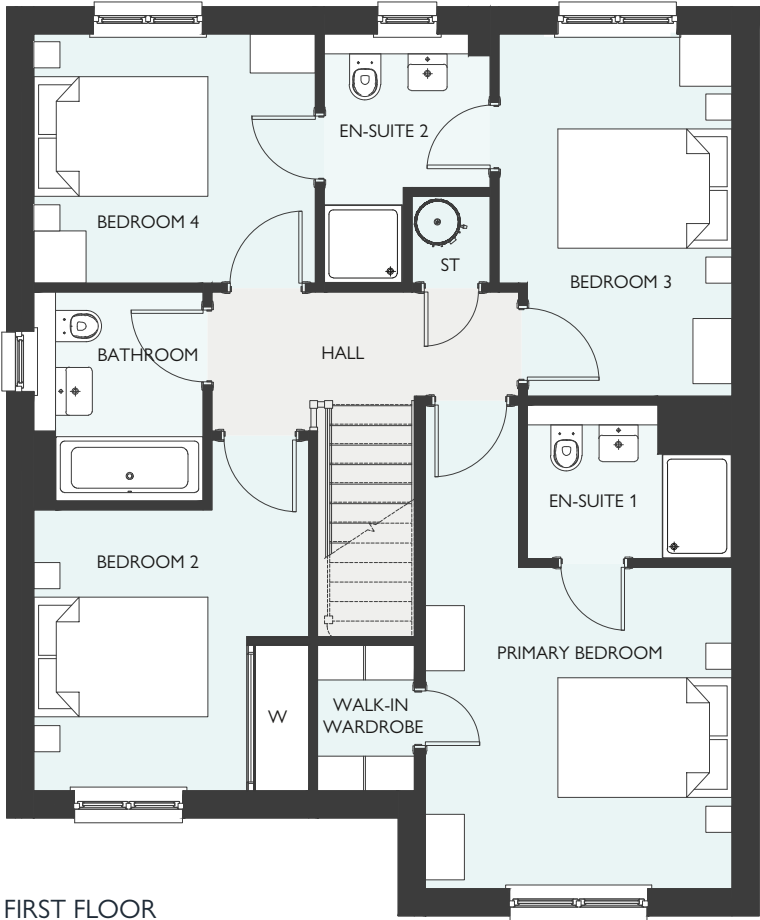 EN-SUITE 2
BEDROOM 4
ST
BEDROOM 3
BATHROOM
HALL
EN-SUITE 1
BEDROOM 2
PRIMARY BEDROOM
W
WALK-IN
WARDROBE
FIRST FLOOR